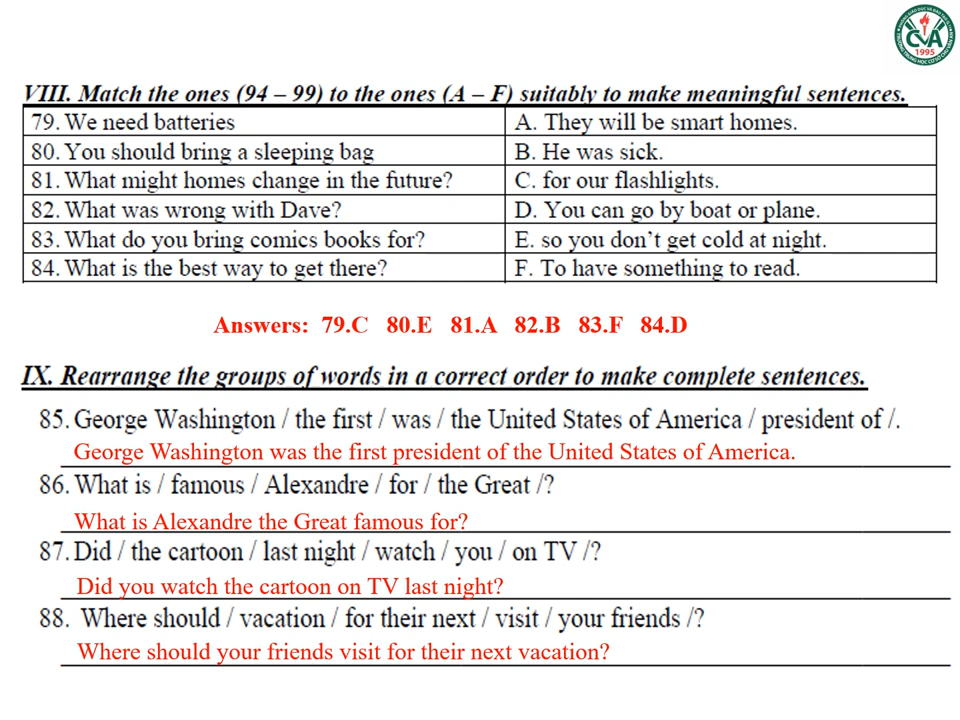 CVA
1995
VIII. Match the ones (94 – 99) to the ones (A – F) suitably to make meaningful sentences.
79. We need batteries
A. They will be smart homes.
80. You should bring a sleeping bag
B. He was sick.
81. What might homes change in the future?
C. for our flashlights.
82. What was wrong with Dave?
D. You can go by boat or plane.
83. What do you bring comics books for?
E. so you don't get cold at night.
84. What is the best way to get there?
F. To have something to read.
Answers: 79.C 80.E 81.A 82.B 83.F 84.D
IX. Rearrange the groups of words in a correct order to make complete sentences.
85. George Washington / the first / was / the United States of America / president of /.
George Washington was the first president of the United States of America.
86. What is / famous / Alexandre / for / the Great /?
What is Alexandre the Great famous for?
87. Did / the cartoon / last night / watch / you / on TV /?
Did you watch the cartoon on TV last night?
88. Where should / vacation / for their next / visit / your friends /?
Where should your friends visit for their next vacation?